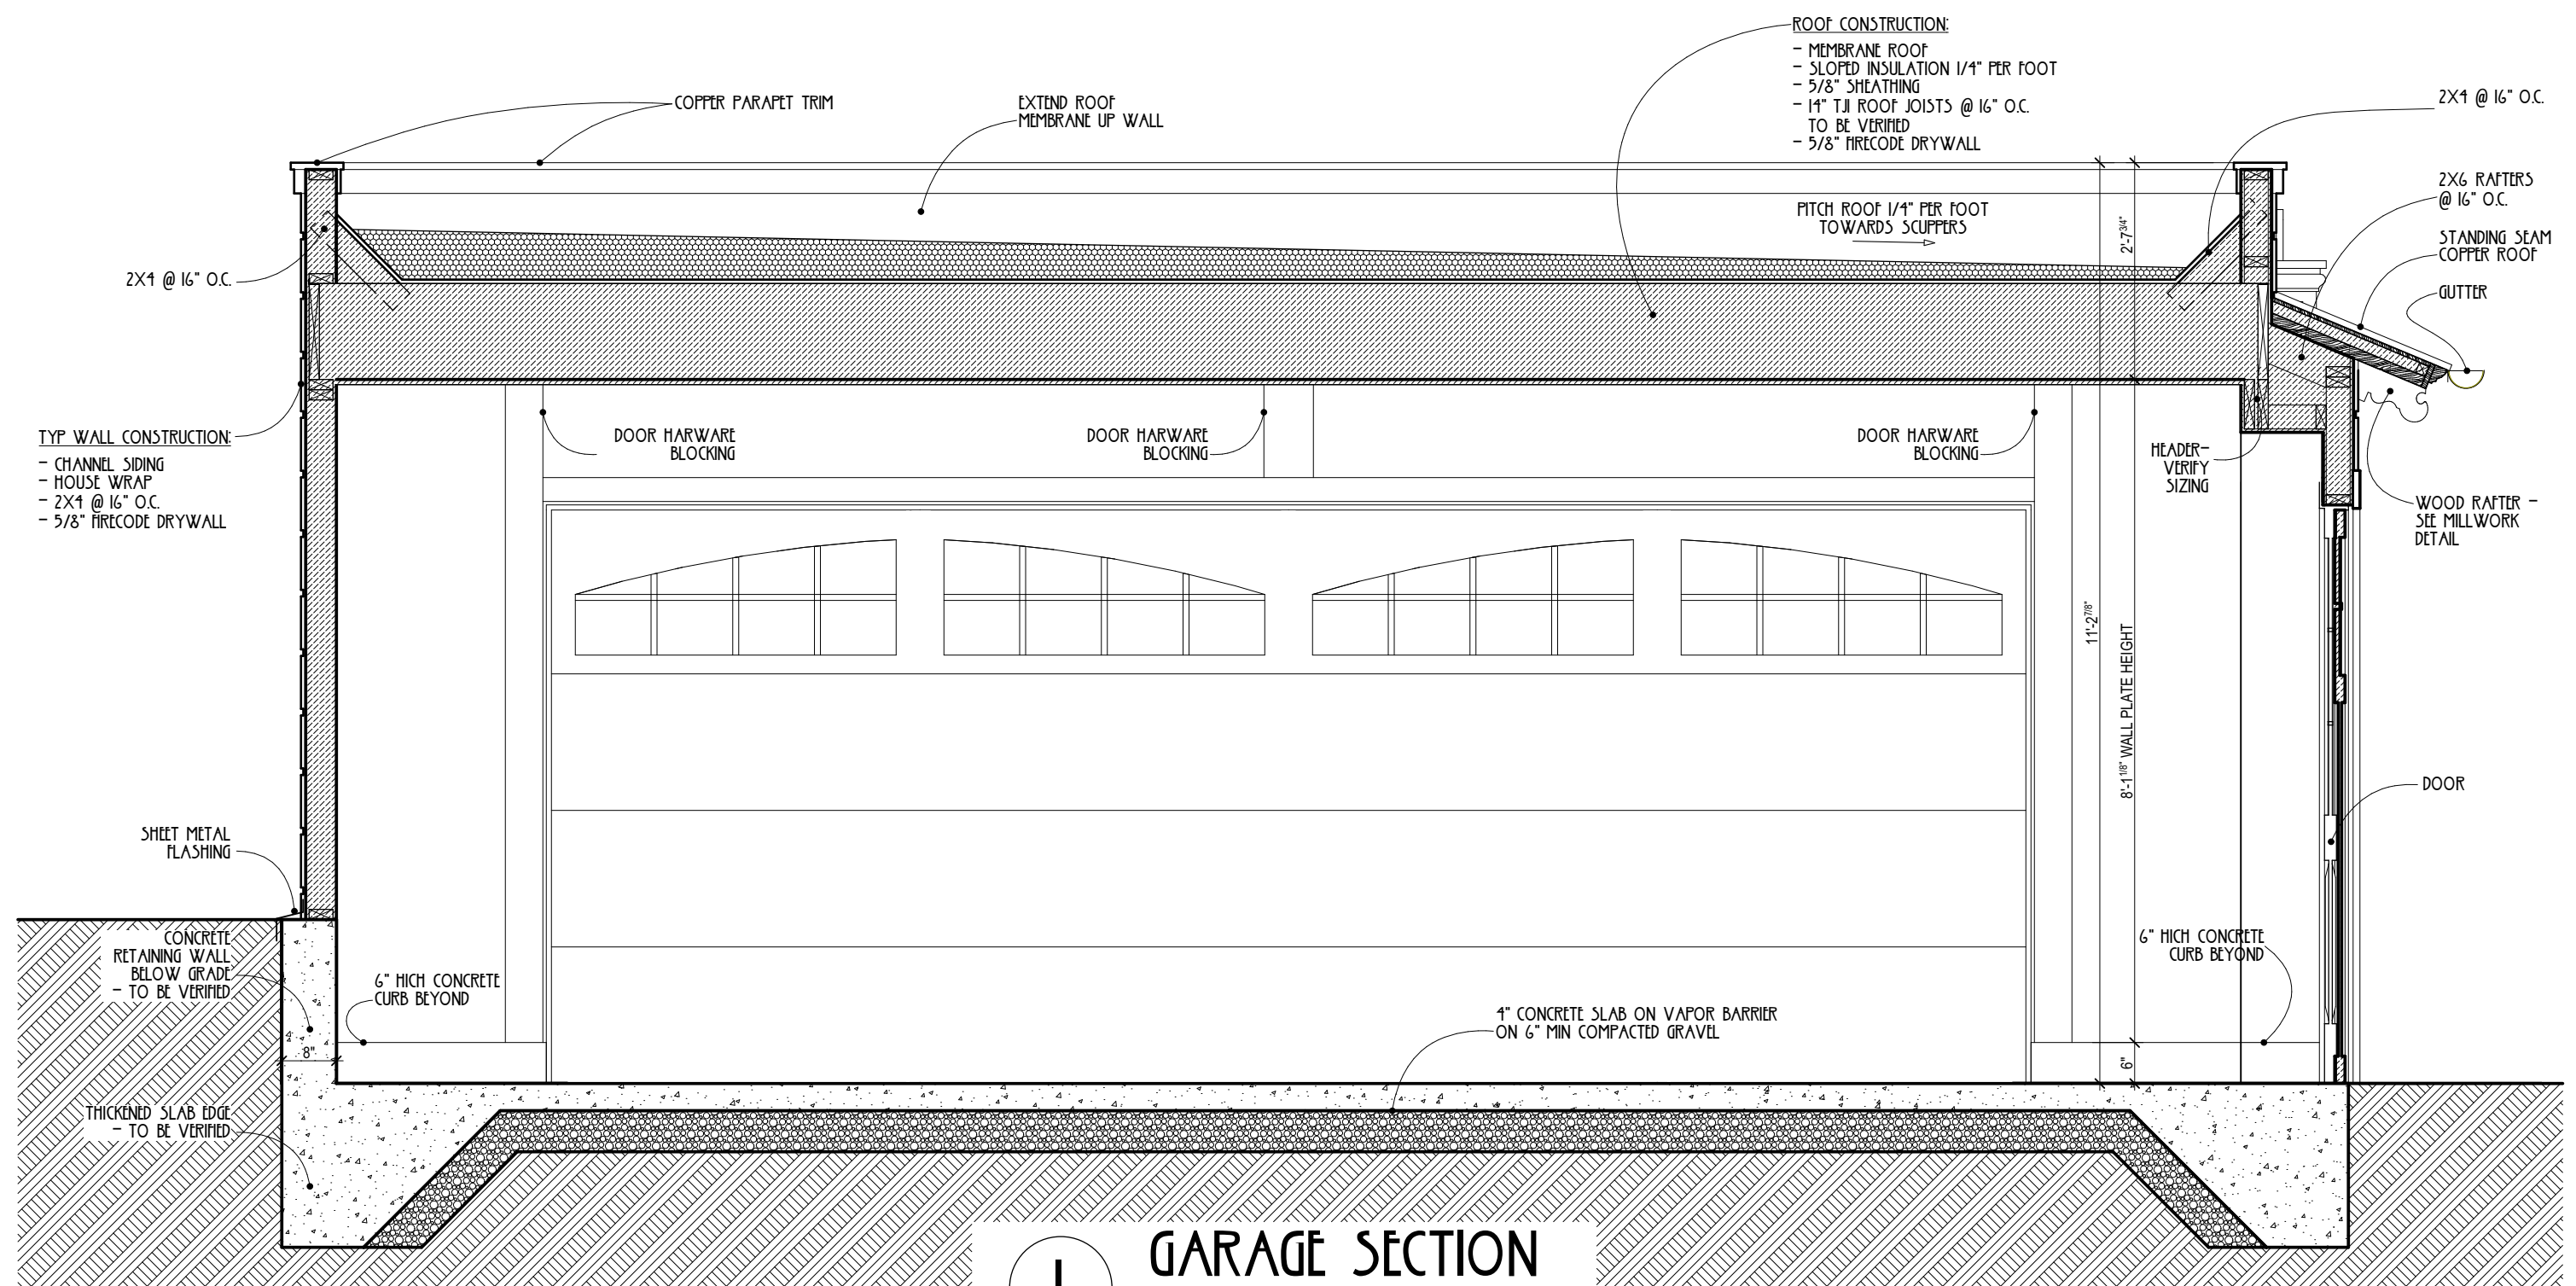 ROOF CONSTRUCTION:
- MEMBRANE ROOF
- SLOPED INSULATION 1/4" PER FOOT
- 5/8" SHEATHING
- 14" TJI ROOF JOISTS @ 16" O.C.
TO BE VERIFIED
- 5/8" FIRECODE DRYWALL
COPPER PARAPET TRIM
EXTEND ROOF
MEMBRANE UP WALL
2X4 @ 16" O.C.
2X6 RAFTERS
@ 16" O.C.
PITCH ROOF 1/4" PER FOOT
TOWARDS SCUPPERS
2'-7 3/4"
STANDING SEAM
COPPER ROOF
GUTTER
2X4 @ 16" O.C.
TYP WALL CONSTRUCTION:
- CHANNEL SIDING
- HOUSE WRAP
- 2X4 @ 16" O.C.
- 5/8" FIRECODE DRYWALL
DOOR HARWARE
BLOCKING
DOOR HARWARE
BLOCKING
DOOR HARWARE
BLOCKING
HEADER-
VERIFY
SIZING
WOOD RAFTER -
SEE MILLWORK
DETAIL
11'-2 7/8"
8'-1 1/8" WALL PLATE HEIGHT
DOOR
SHEET METAL
FLASHING
CONCRETE
RETAINING WALL
BELOW GRADE
- TO BE VERIFIED
6" HIGH CONCRETE
CURB BEYOND
6" HIGH CONCRETE
CURB BEYOND
8"
6"
4" CONCRETE SLAB ON VAPOR BARRIER
ON 6" MIN COMPACTED GRAVEL
THICKENED SLAB EDGE
- TO BE VERIFIED
GARAGE SECTION